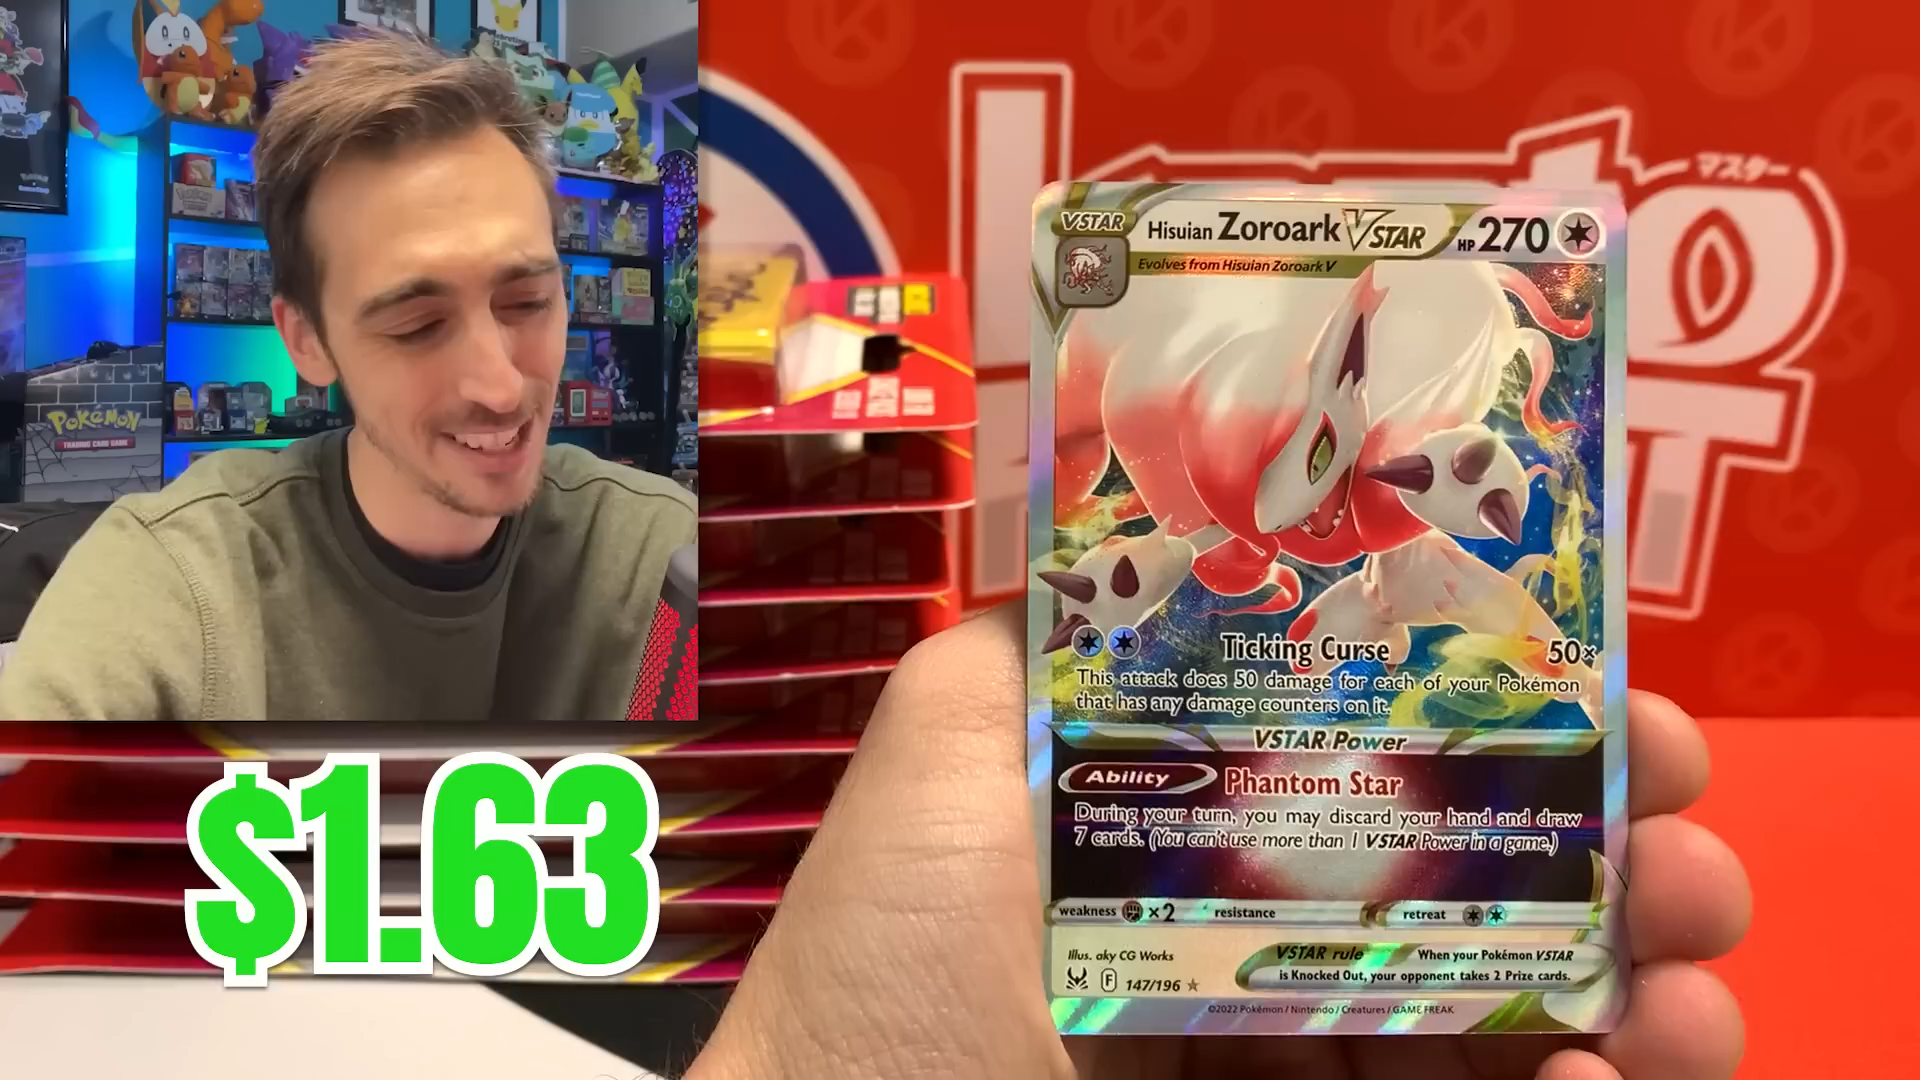 Pokémon
TRADING CARD GAME
$1.63
マスター
VSTAR
Hisuian Zoroark VSTAR
HP 270
Evolves from Hisuian Zoroark V
Ticking Curse 50×
This attack does 50 damage for each of your Pokémon
that has any damage counters on it.
VSTAR Power
Ability Phantom Star
During your turn, you may discard your hand and draw
7 cards. (You can't use more than 1 VSTAR Power in a game.)
weakness ×2 resistance retreat
Illus. aky CG Works
VSTAR rule When your Pokémon VSTAR
is Knocked Out, your opponent takes 2 Prize cards.
F 147/196
©2022 Pokémon / Nintendo / Creatures / GAME FREAK